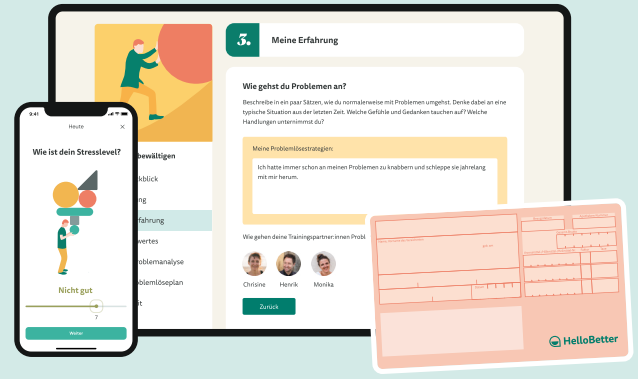 3.
Meine Erfahrung
Wie gehst du Problemen an?
Beschreibe in ein paar Sätzen, wie du normalerweise mit Problemen umgehst. Denke dabei an eine
typische Situation aus der letzten Zeit. Welche Gefühle und Gedanken tauchen auf? Welche
Handlungen unternimmst du?
Meine Problemlösestrategien:
Ich hatte immer schon an meinen Problemen zu knabbern und schleppe sie jahrelang
mit mir herum.
Wie gehen deine Trainingspartner:innen Probl
Chrisine
Henrik
Monika
Zurück
bewältigen
ckblick
ng
fahrung
wertes
roblemanalyse
oblemlöseplan
it
9:41
Heute
Wie ist dein Stresslevel?
Nicht gut
7
Weiter
HelloBetter